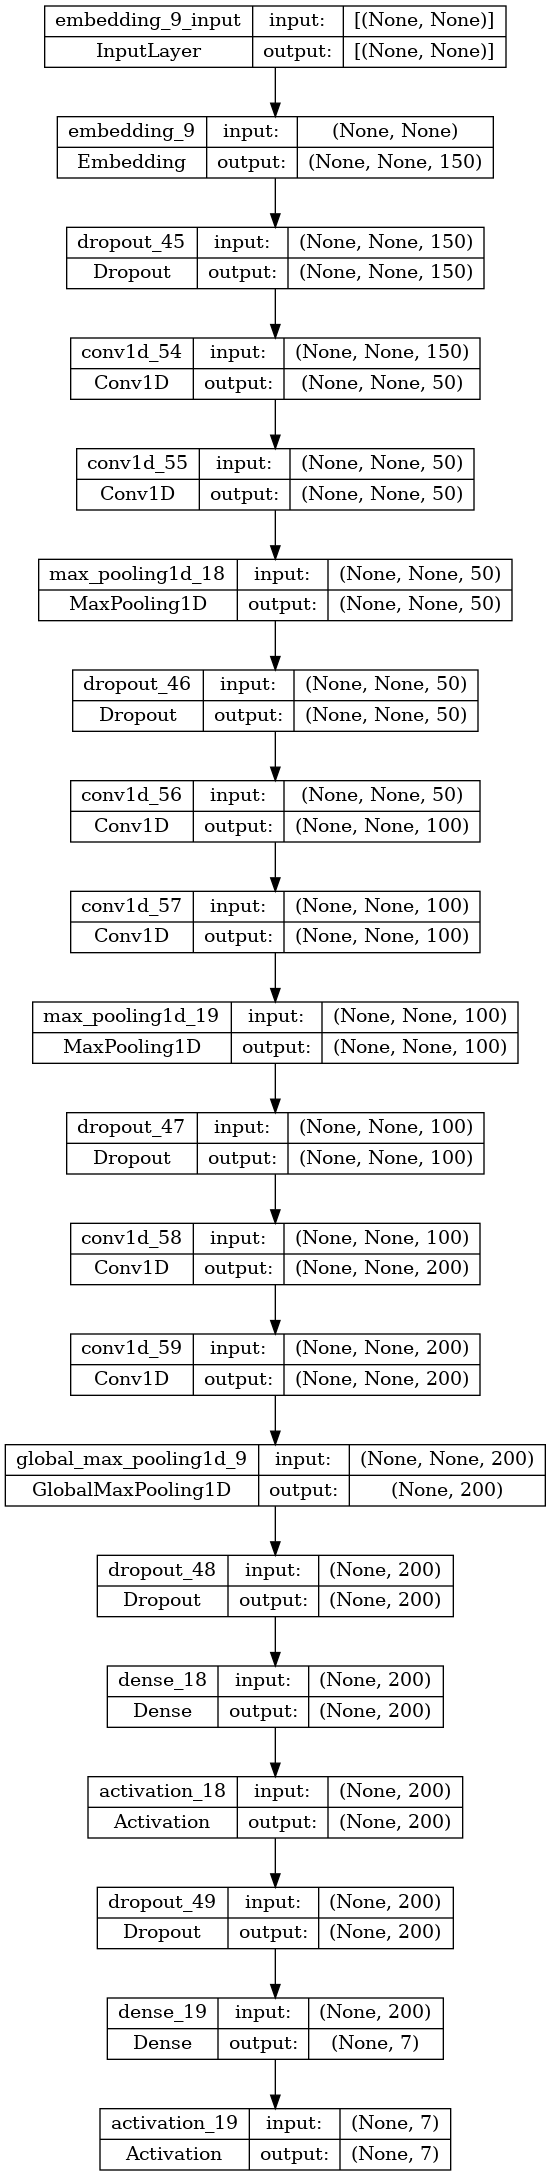 embedding_9_input input: [(None, None)]
InputLayer output: [(None, None)]
embedding_9 input: (None, None)
Embedding output: (None, None, 150)
dropout_45 input: (None, None, 150)
Dropout output: (None, None, 150)
conv1d_54 input: (None, None, 150)
Conv1D output: (None, None, 50)
conv1d_55 input: (None, None, 50)
Conv1D output: (None, None, 50)
max_pooling1d_18 input: (None, None, 50)
MaxPooling1D output: (None, None, 50)
dropout_46 input: (None, None, 50)
Dropout output: (None, None, 50)
conv1d_56 input: (None, None, 50)
Conv1D output: (None, None, 100)
conv1d_57 input: (None, None, 100)
Conv1D output: (None, None, 100)
max_pooling1d_19 input: (None, None, 100)
MaxPooling1D output: (None, None, 100)
dropout_47 input: (None, None, 100)
Dropout output: (None, None, 100)
conv1d_58 input: (None, None, 100)
Conv1D output: (None, None, 200)
conv1d_59 input: (None, None, 200)
Conv1D output: (None, None, 200)
global_max_pooling1d_9 input: (None, None, 200)
GlobalMaxPooling1D output: (None, 200)
dropout_48 input: (None, 200)
Dropout output: (None, 200)
dense_18 input: (None, 200)
Dense output: (None, 200)
activation_18 input: (None, 200)
Activation output: (None, 200)
dropout_49 input: (None, 200)
Dropout output: (None, 200)
dense_19 input: (None, 200)
Dense output: (None, 7)
activation_19 input: (None, 7)
Activation output: (None, 7)